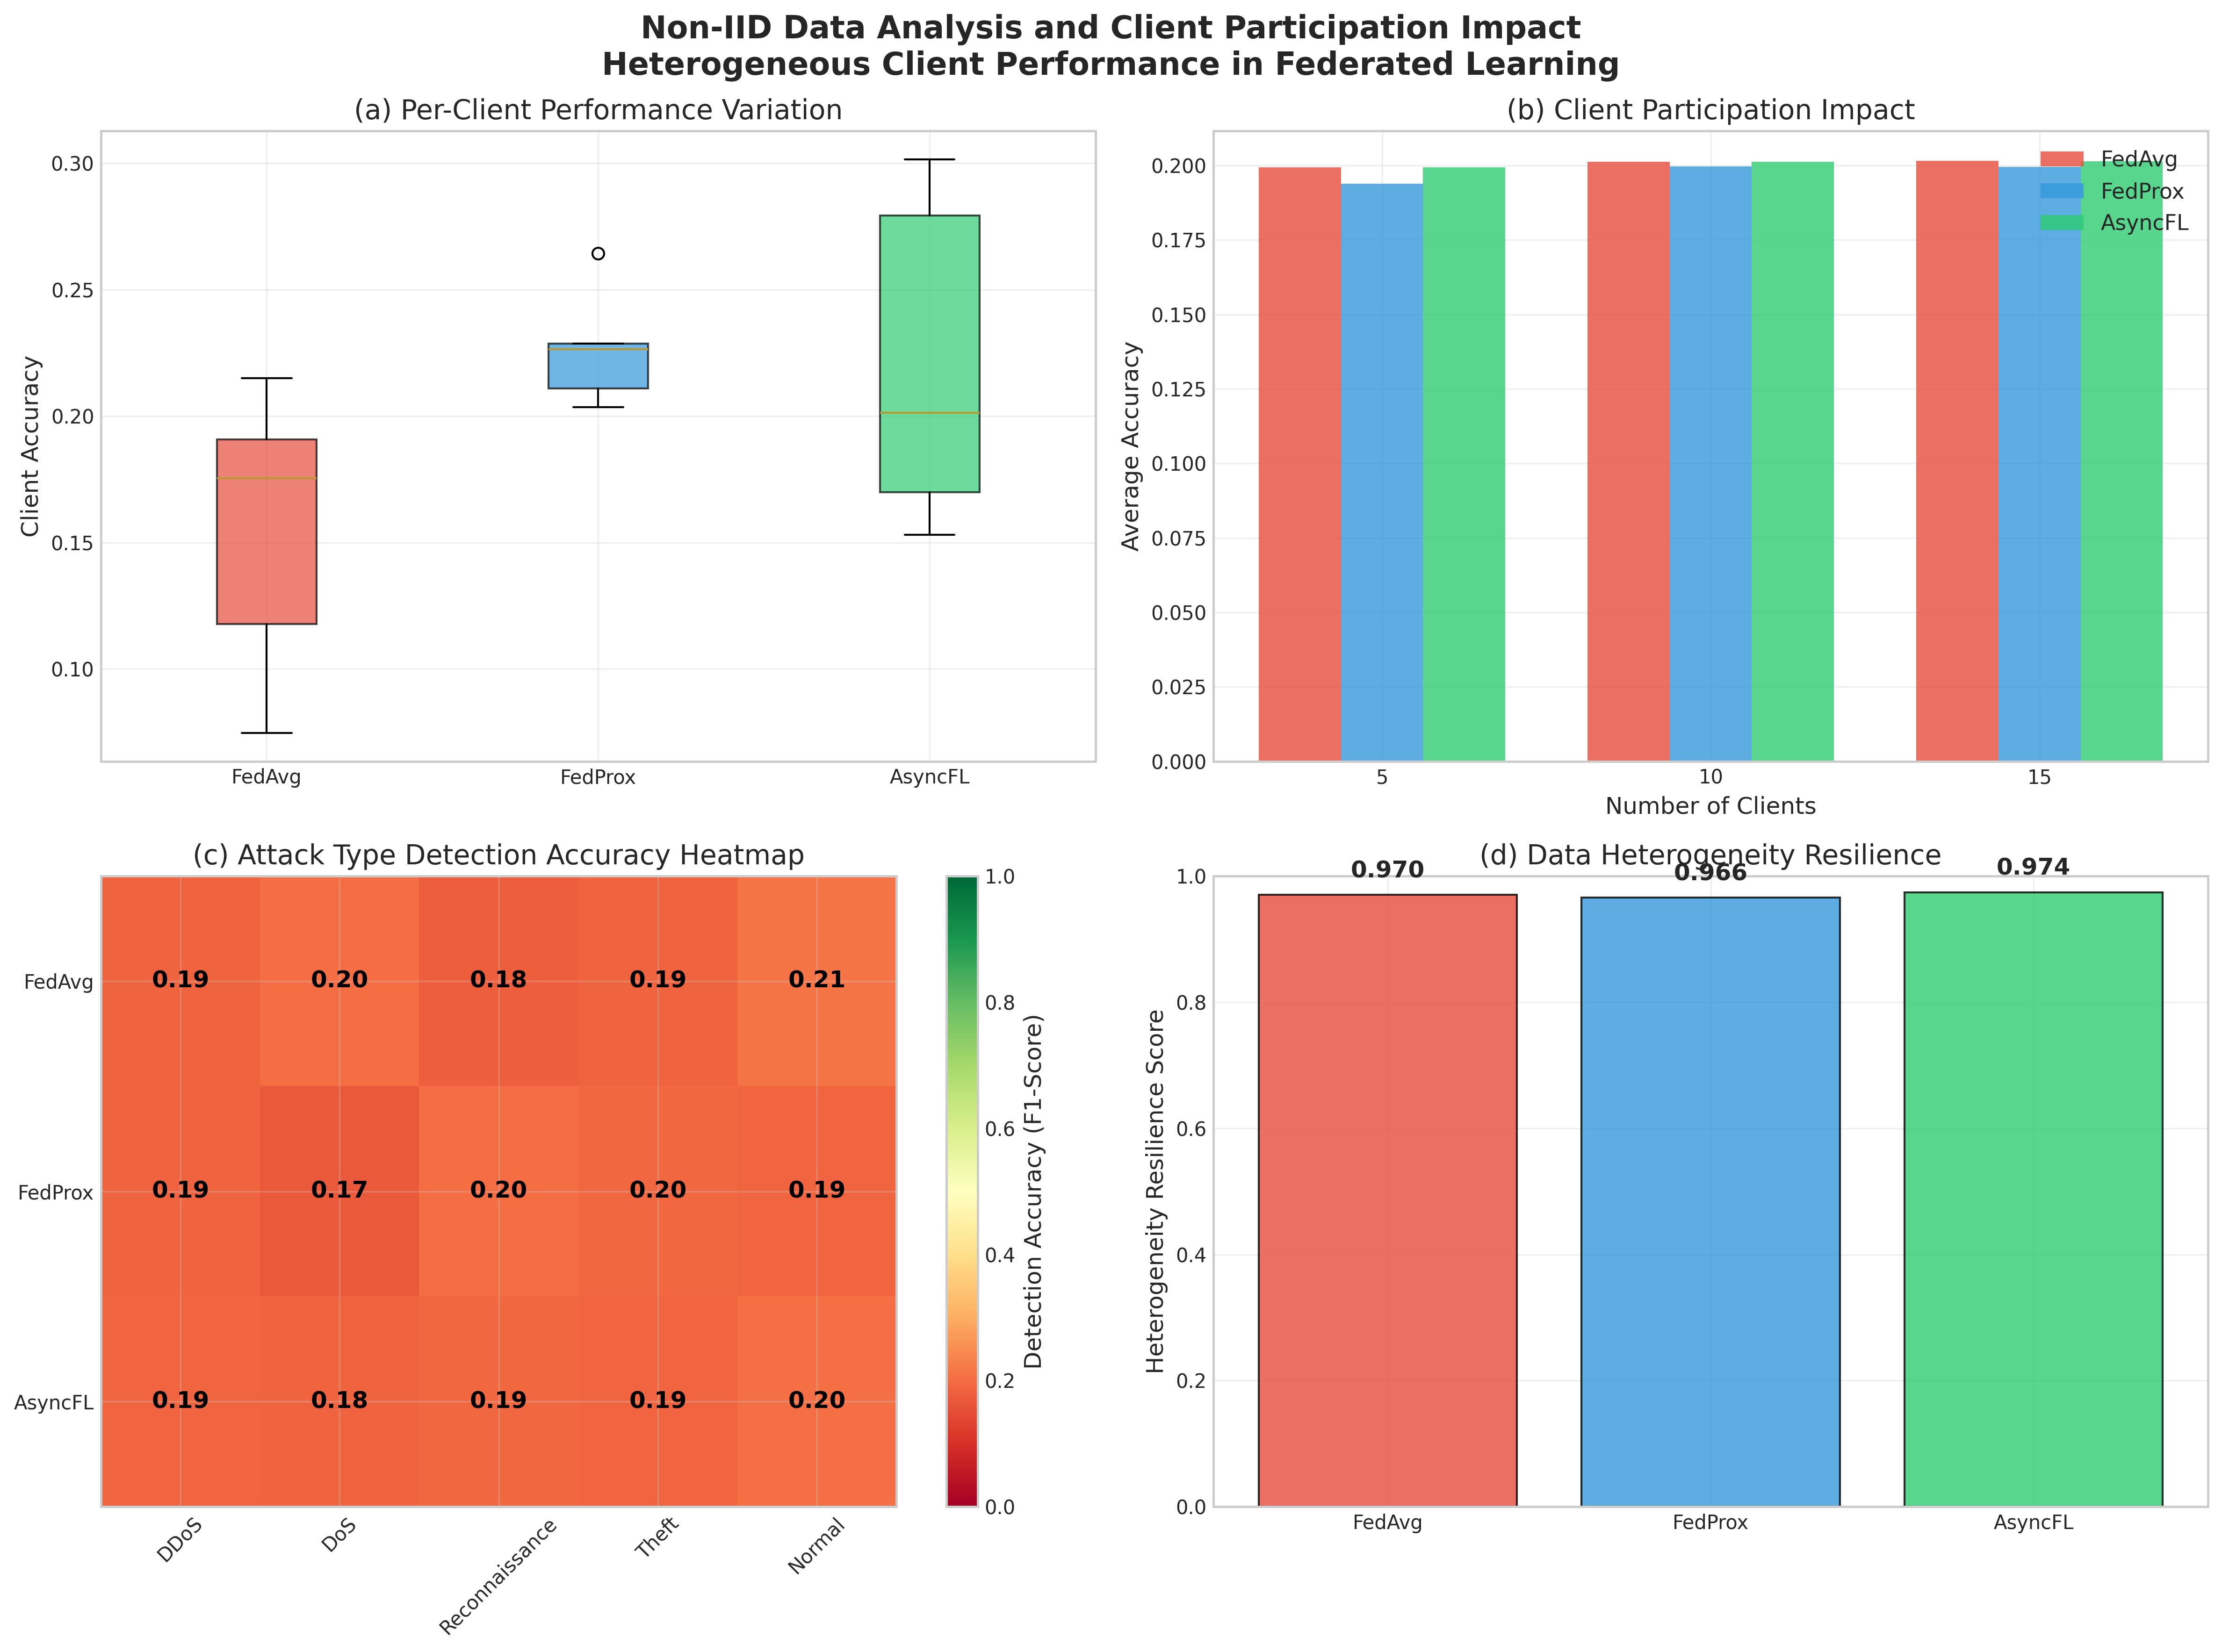 Non-IID Data Analysis and Client Participation Impact
Heterogeneous Client Performance in Federated Learning
(a) Per-Client Performance Variation
Client Accuracy
0.30
0.25
0.20
0.15
0.10
FedAvg FedProx AsyncFL
(b) Client Participation Impact
Average Accuracy
0.200
0.175
0.150
0.125
0.100
0.075
0.050
0.025
0.000
FedAvg
FedProx
AsyncFL
5 10 15
Number of Clients
(c) Attack Type Detection Accuracy Heatmap
FedAvg 0.19 0.20 0.18 0.19 0.21
FedProx 0.19 0.17 0.20 0.20 0.19
AsyncFL 0.19 0.18 0.19 0.19 0.20
DDoS DoS Reconnaissance Theft Normal
1.0
0.8
0.6
0.4
0.2
0.0
Detection Accuracy (F1-Score)
(d) Data Heterogeneity Resilience
Heterogeneity Resilience Score
0.970 0.966 0.974
1.0
0.8
0.6
0.4
0.2
0.0
FedAvg FedProx AsyncFL